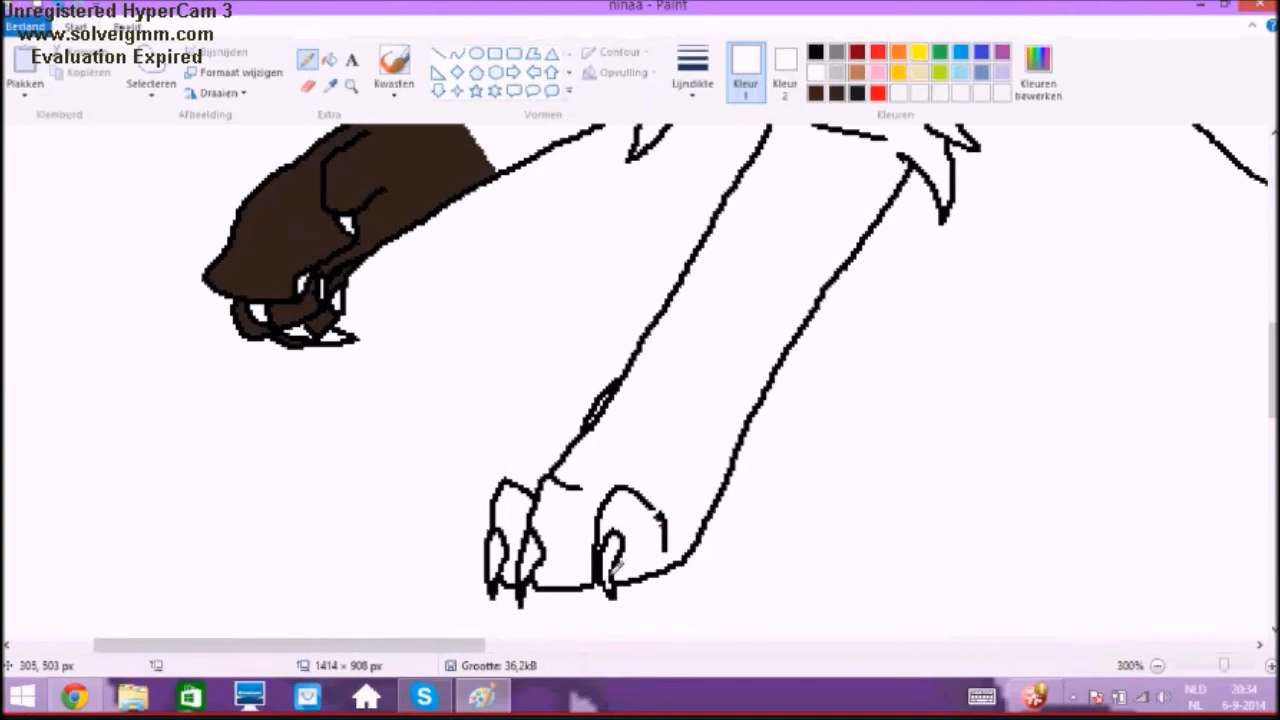 Unregistered HyperCam 3
www.solveigmm.com
Evaluation Expired
ninaa - Paint
Bestand
Start
Plakken
Kopiëren
Klembord
Selecteren
Bijsnijden
Formaat wijzigen
Draaien
Afbeelding
Extra
Kwasten
Contour
Opvulling
Vormen
Lijndikte
Kleur 1
Kleur 2
Kleuren bewerken
Kleuren
305, 503 px
1414 × 908 px
Grootte: 36,2kB
300%
NLD
NL
20:34
6-9-2014